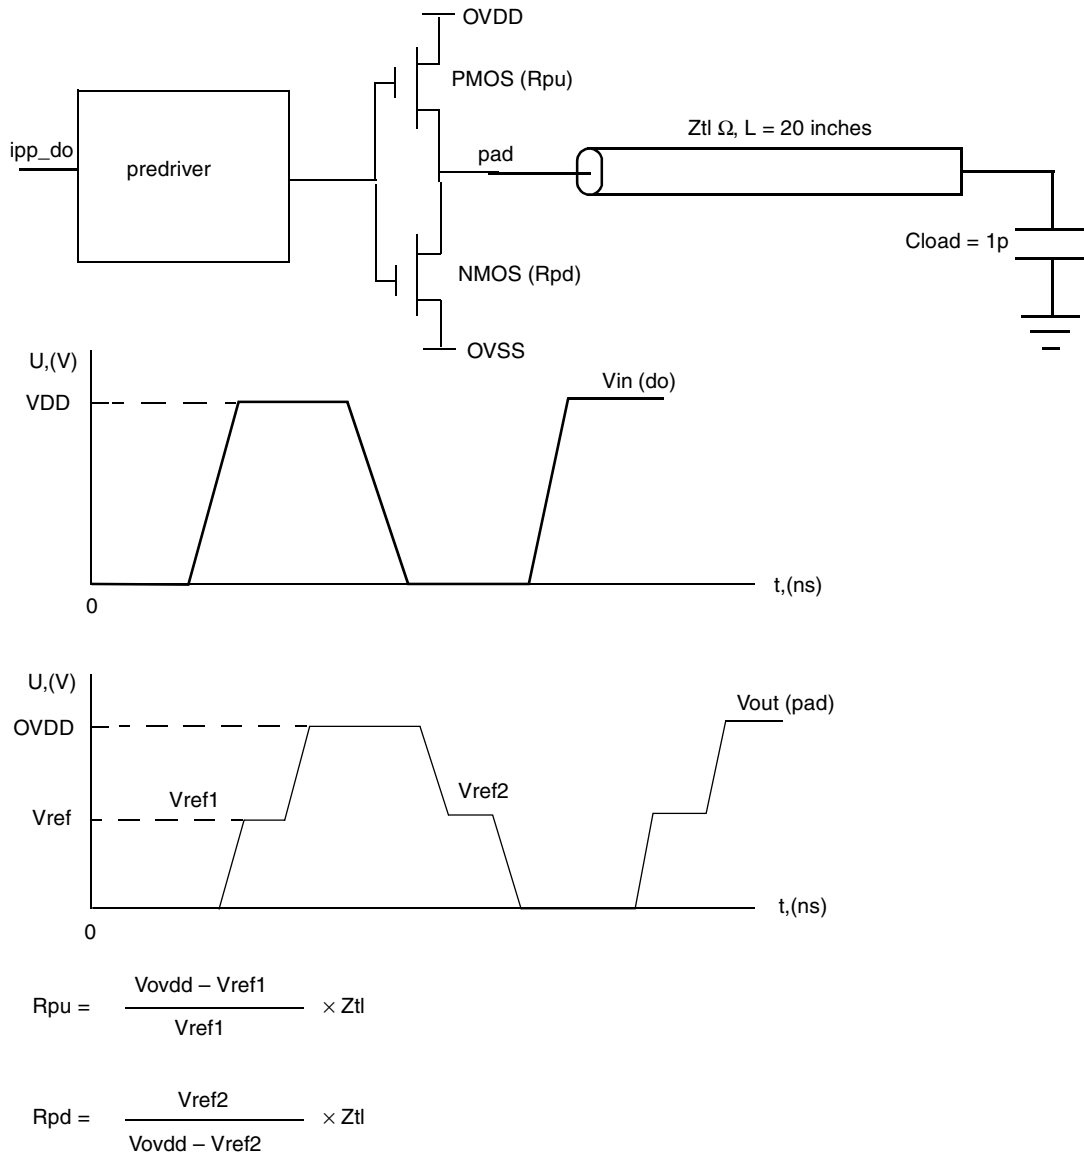 OVDD
PMOS (Rpu)
Ztl Ω, L = 20 inches
ipp_do
predriver
pad
Cload = 1p
NMOS (Rpd)
OVSS
U,(V)
VDD
Vin (do)
t,(ns)
0
U,(V)
OVDD
Vout (pad)
Vref1
Vref2
Vref
t,(ns)
0
Vovdd – Vref1
Rpu = × Ztl
Vref1
Vref2
Rpd = × Ztl
Vovdd – Vref2